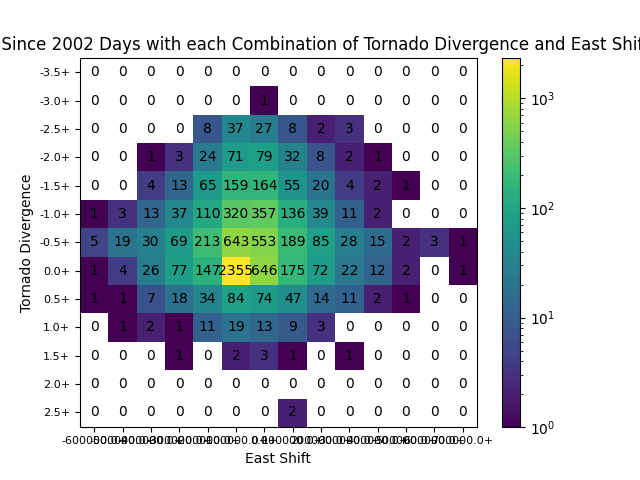 Since 2002 Days with each Combination of Tornado Divergence and East Shif
-3.5+ 0 0 0 0 0 0 0 0 0 0 0 0 0 0
-3.0+ 0 0 0 0 0 0 1 0 0 0 0 0 0 0
-2.5+ 0 0 0 0 8 37 27 8 2 3 0 0 0 0
-2.0+ 0 0 1 3 24 71 79 32 8 2 1 0 0 0
-1.5+ 0 0 4 13 65 159 164 55 20 4 2 1 0 0
-1.0+ 1 3 13 37 110 320 357 136 39 11 2 0 0 0
-0.5+ 5 19 30 69 213 643 553 189 85 28 15 2 3 1
0.0+ 1 4 26 77 147 2355 646 175 72 22 12 2 0 1
0.5+ 1 1 7 18 34 84 74 47 14 11 2 1 0 0
1.0+ 0 1 2 1 11 19 13 9 3 0 0 0 0 0
1.5+ 0 0 0 1 0 2 3 1 0 1 0 0 0 0
2.0+ 0 0 0 0 0 0 0 0 0 0 0 0 0 0
2.5+ 0 0 0 0 0 0 0 2 0 0 0 0 0 0
Tornado Divergence
East Shift
10³
10²
10¹
10⁰